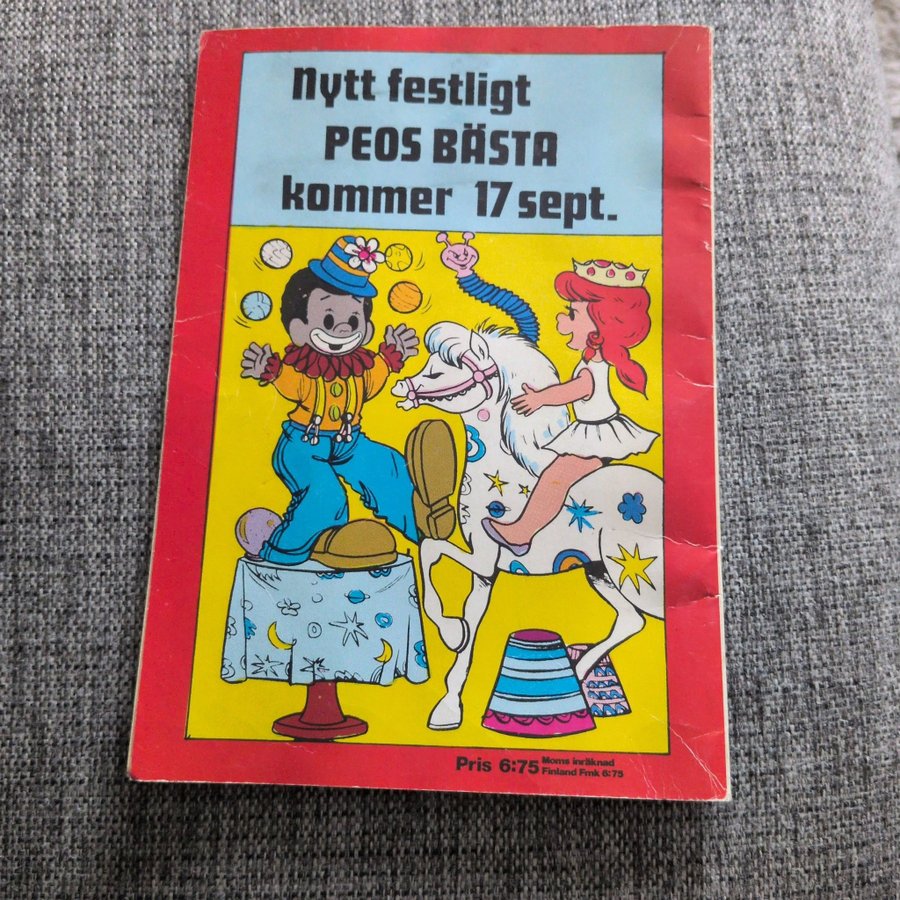 Nytt festligt
PEOS BÄSTA
kommer 17 sept.
Pris 6:75 Moms inräknad
Finland Fmk 6:75